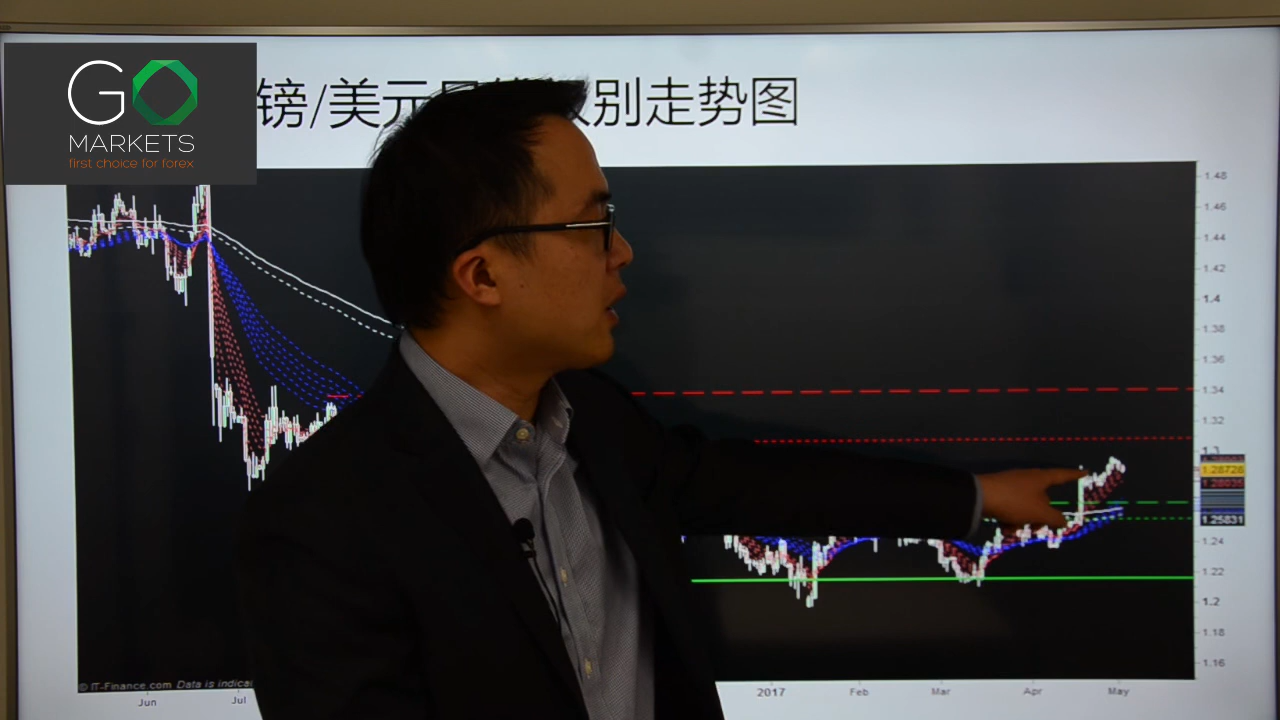 GO
MARKETS
first choice for forex
镑/美元 别走势图
1.48
1.46
1.44
1.42
1.4
1.38
1.36
1.34
1.32
1.3
1.28726
1.28035
1.25831
1.24
1.22
1.2
1.18
1.16
© IT-Finance.com Data is indica
Jun
Jul
2017
Feb
Mar
Apr
May